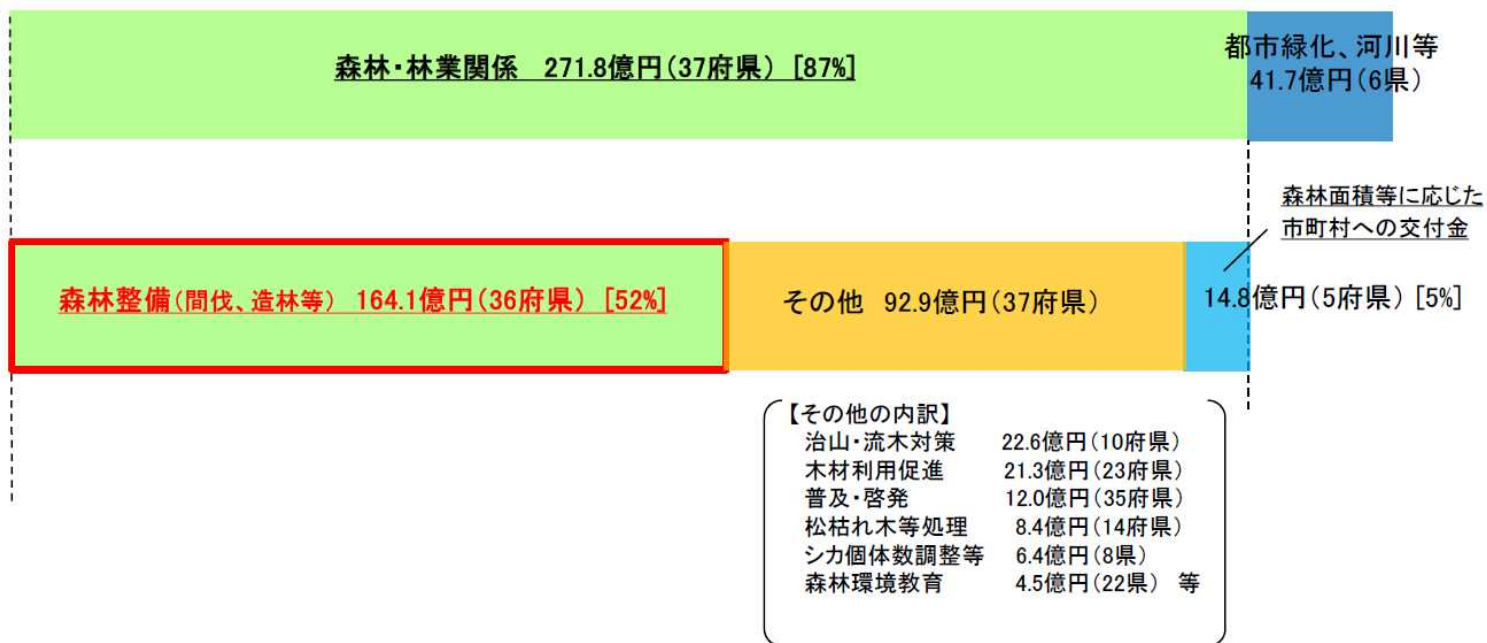 森林・林業関係 271.8億円(37府県) [87%]
都市緑化、河川等
41.7億円(6県)
森林面積等に応じた
市町村への交付金
森林整備(間伐、造林等) 164.1億円(36府県) [52%]
その他 92.9億円(37府県)
14.8億円(5府県) [5%]
【その他の内訳】
治山・流木対策 22.6億円(10府県)
木材利用促進 21.3億円(23府県)
普及・啓発 12.0億円(35府県)
松枯れ木等処理 8.4億円(14府県)
シカ個体数調整等 6.4億円(8県)
森林環境教育 4.5億円(22県) 等